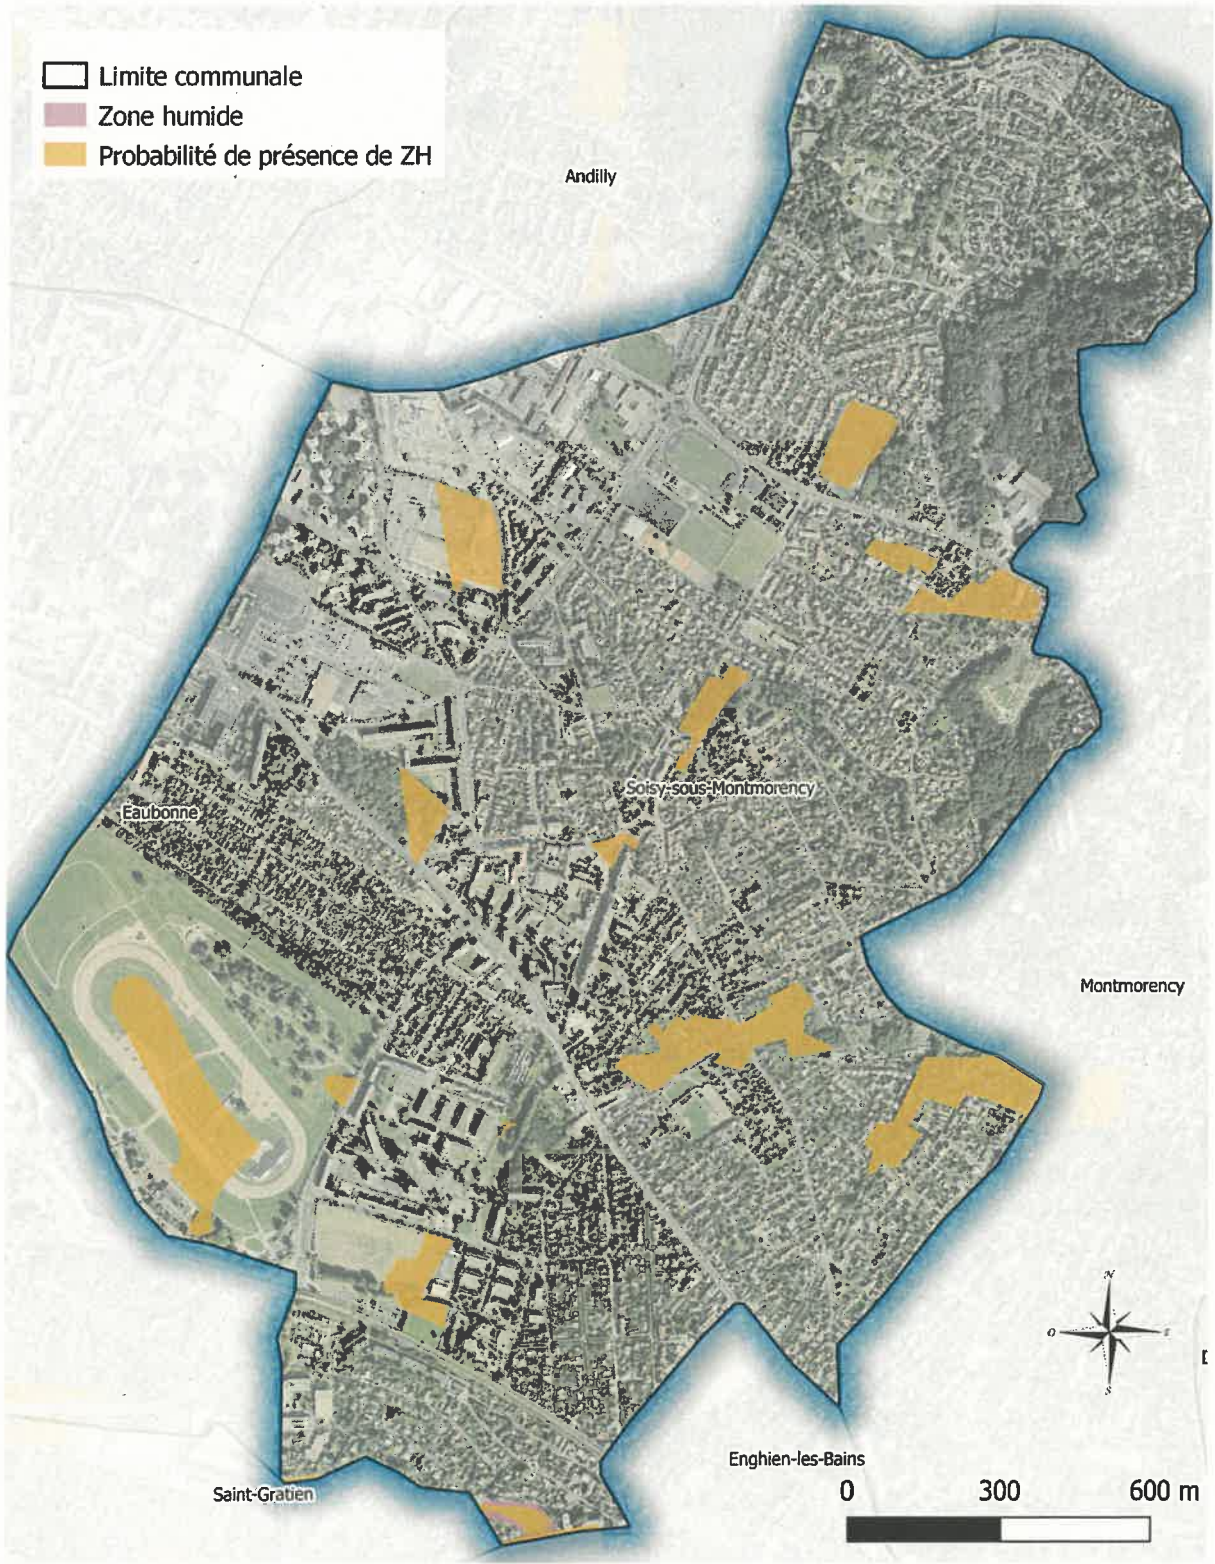 Limite communale
Zone humide
Probabilité de présence de ZH
Andilly
Soisy-sous-Montmorency
Eaubonne
Montmorency
N
O
E
S
Enghien-les-Bains
Saint-Gratien
0 300 600 m